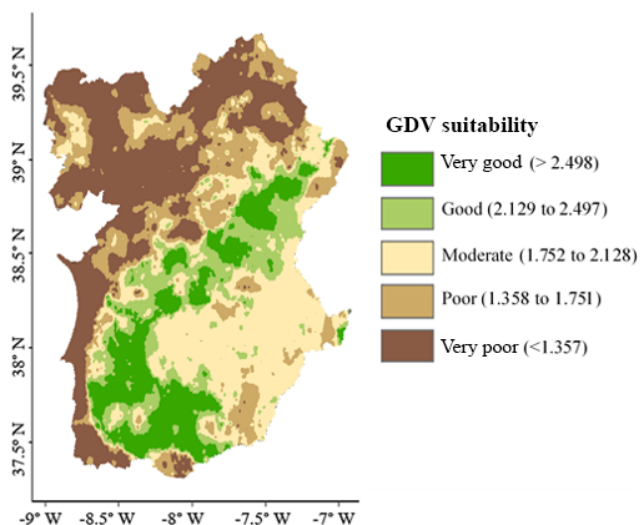 39.5° N
39° N
38.5° N
38° N
37.5° N
-9° W
-8.5° W
-8° W
-7.5° W
-7° W
GDV suitability
Very good (> 2.498)
Good (2.129 to 2.497)
Moderate (1.752 to 2.128)
Poor (1.358 to 1.751)
Very poor (<1.357)